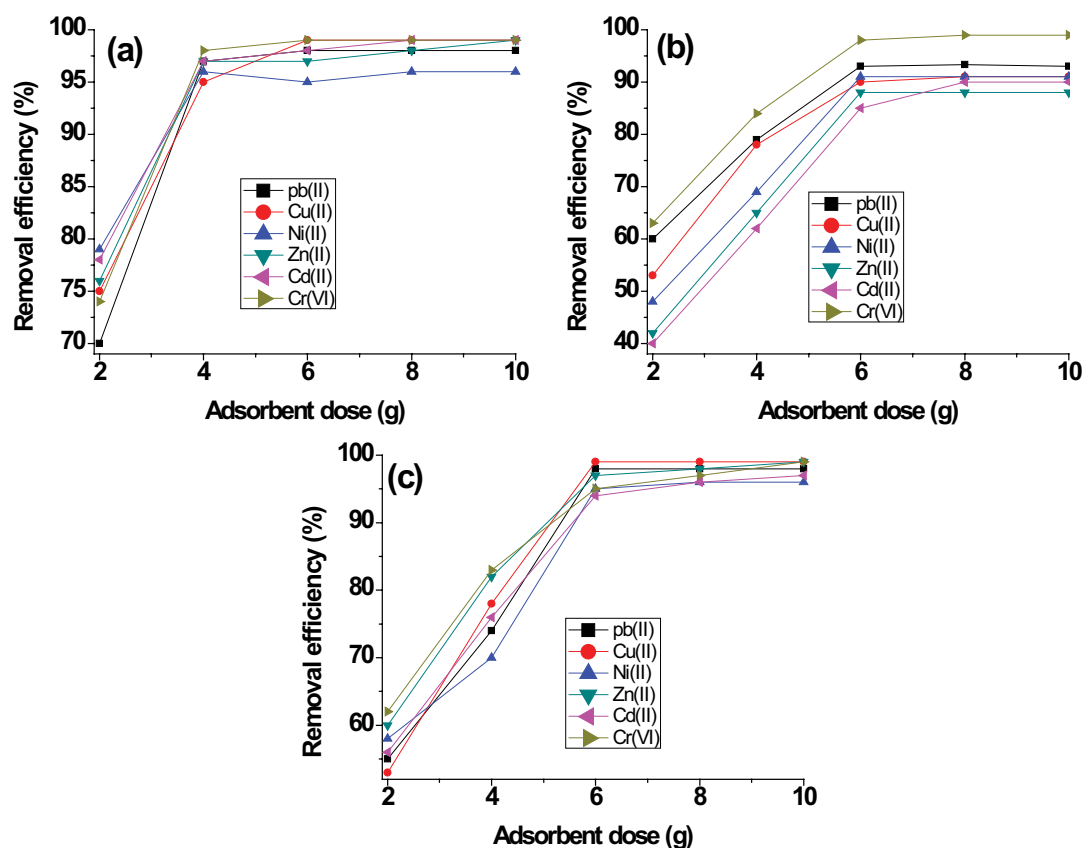 (a)
100
95
90
85
80
75
70
Removal efficiency (%)
pb(II)
Cu(II)
Ni(II)
Zn(II)
Cd(II)
Cr(VI)
2 4 6 8 10
Adsorbent dose (g)
(b)
100
90
80
70
60
50
40
Removal efficiency (%)
pb(II)
Cu(II)
Ni(II)
Zn(II)
Cd(II)
Cr(VI)
2 4 6 8 10
Adsorbent dose (g)
(c)
100
90
80
70
60
Removal efficiency (%)
pb(II)
Cu(II)
Ni(II)
Zn(II)
Cd(II)
Cr(VI)
2 4 6 8 10
Adsorbent dose (g)